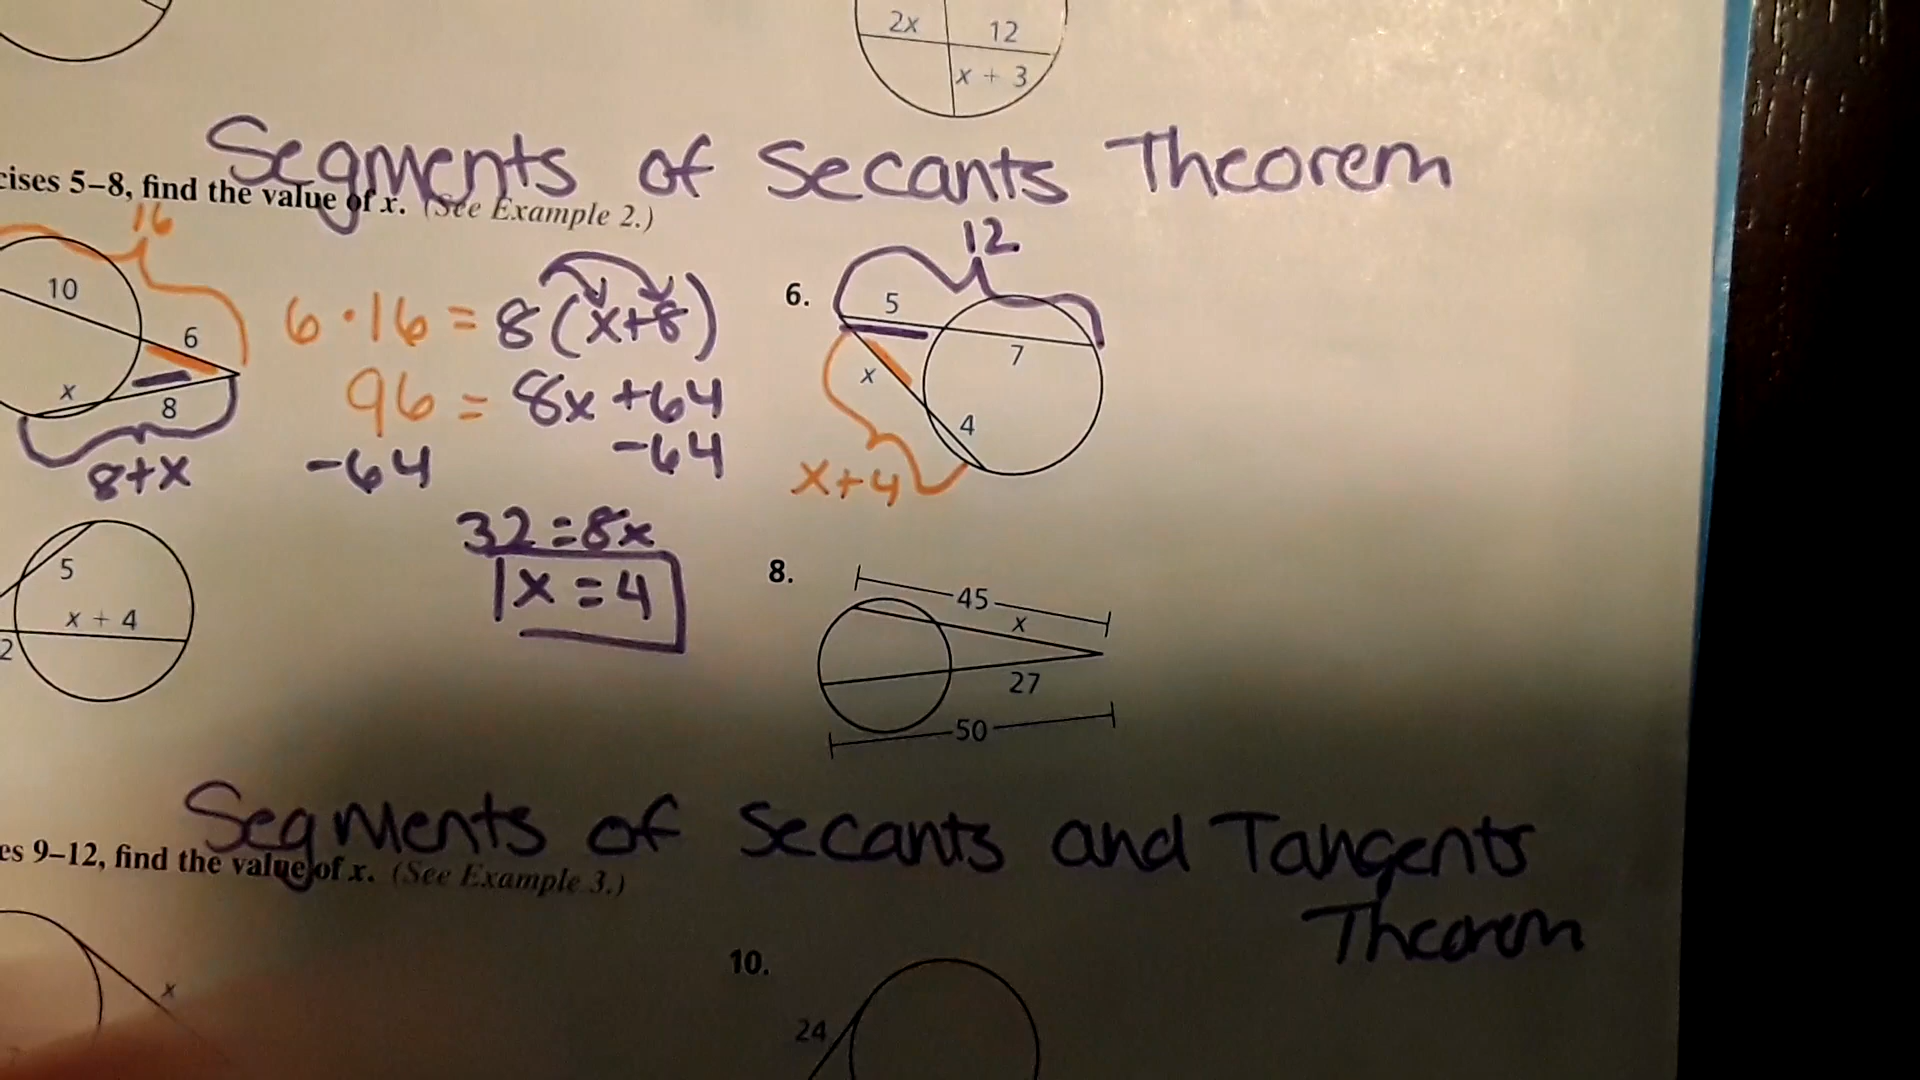 2x 12
x + 3
Segments of Secants Theorem
cises 5–8, find the value of x. (See Example 2.)
16
10
6
x
8
8+x
6·16 = 8(x+8)
96 = 8x +64
-64 -64
32=8x
x=4
6.
12
5
7
x
4
x+4
5
x + 4
2
8.
45
x
27
50
Segments of Secants and Tangents
Theorem
es 9–12, find the value of x. (See Example 3.)
x
10.
24